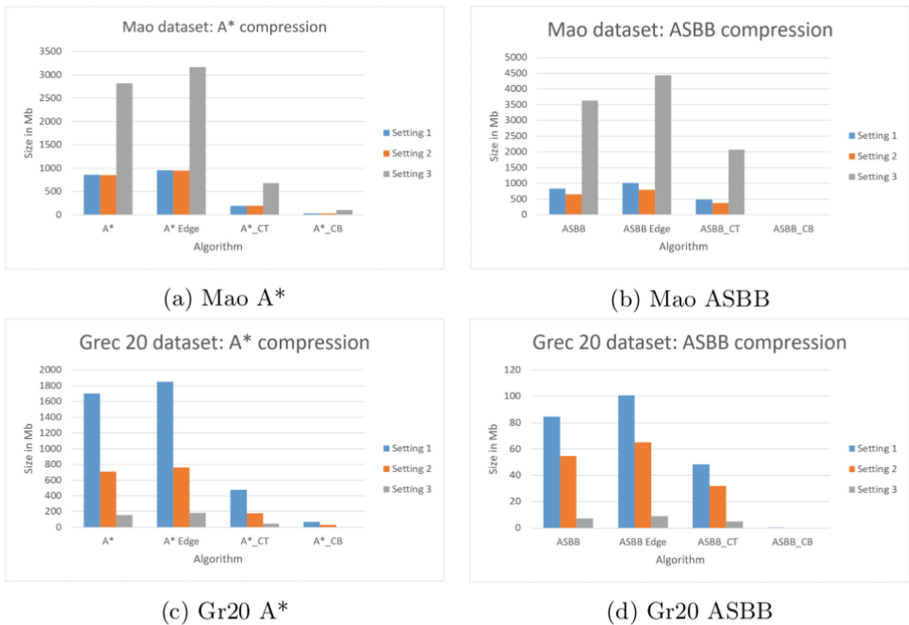 Mao dataset: A* compression
3500
3000
2500
2000
1500
1000
500
0
Size in Mb
A*
A* Edge
A*_CT
A*_CB
Algorithm
Setting 1
Setting 2
Setting 3
(a) Mao A*
Mao dataset: ASBB compression
5000
4500
4000
3500
3000
2500
2000
1500
1000
500
0
Size in Mb
ASBB
ASBB Edge
ASBB_CT
ASBB_CB
Algorithm
Setting 1
Setting 2
Setting 3
(b) Mao ASBB
Grec 20 dataset: A* compression
2000
1800
1600
1400
1200
1000
800
600
400
200
0
Size in Mb
A*
A* Edge
A*_CT
A*_CB
Algorithm
Setting 1
Setting 2
Setting 3
(c) Gr20 A*
Grec 20 dataset: ASBB compression
120
100
80
60
40
20
0
Size in Mb
ASBB
ASBB Edge
ASBB_CT
ASBB_CB
Algorithm
Setting 1
Setting 2
Setting 3
(d) Gr20 ASBB